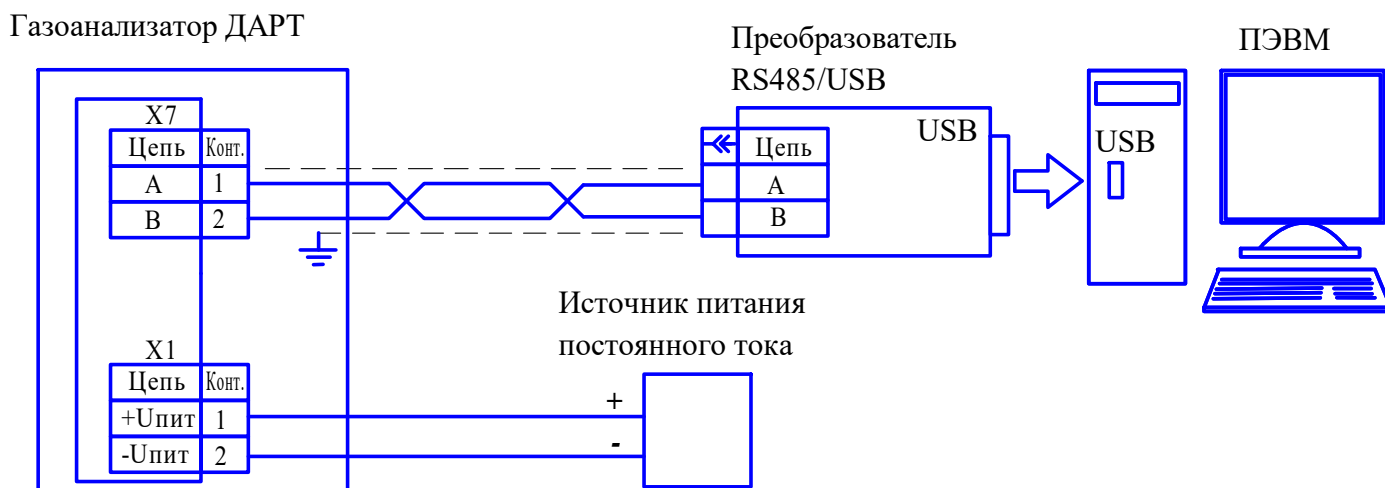 Газоанализатор ДАРТ
Преобразователь
RS485/USB
ПЭВМ
X7
Цепь Конт.
A 1
B 2
Цепь
A
B
USB
USB
Источник питания
постоянного тока
X1
Цепь Конт.
+Uпит 1
-Uпит 2
+
-